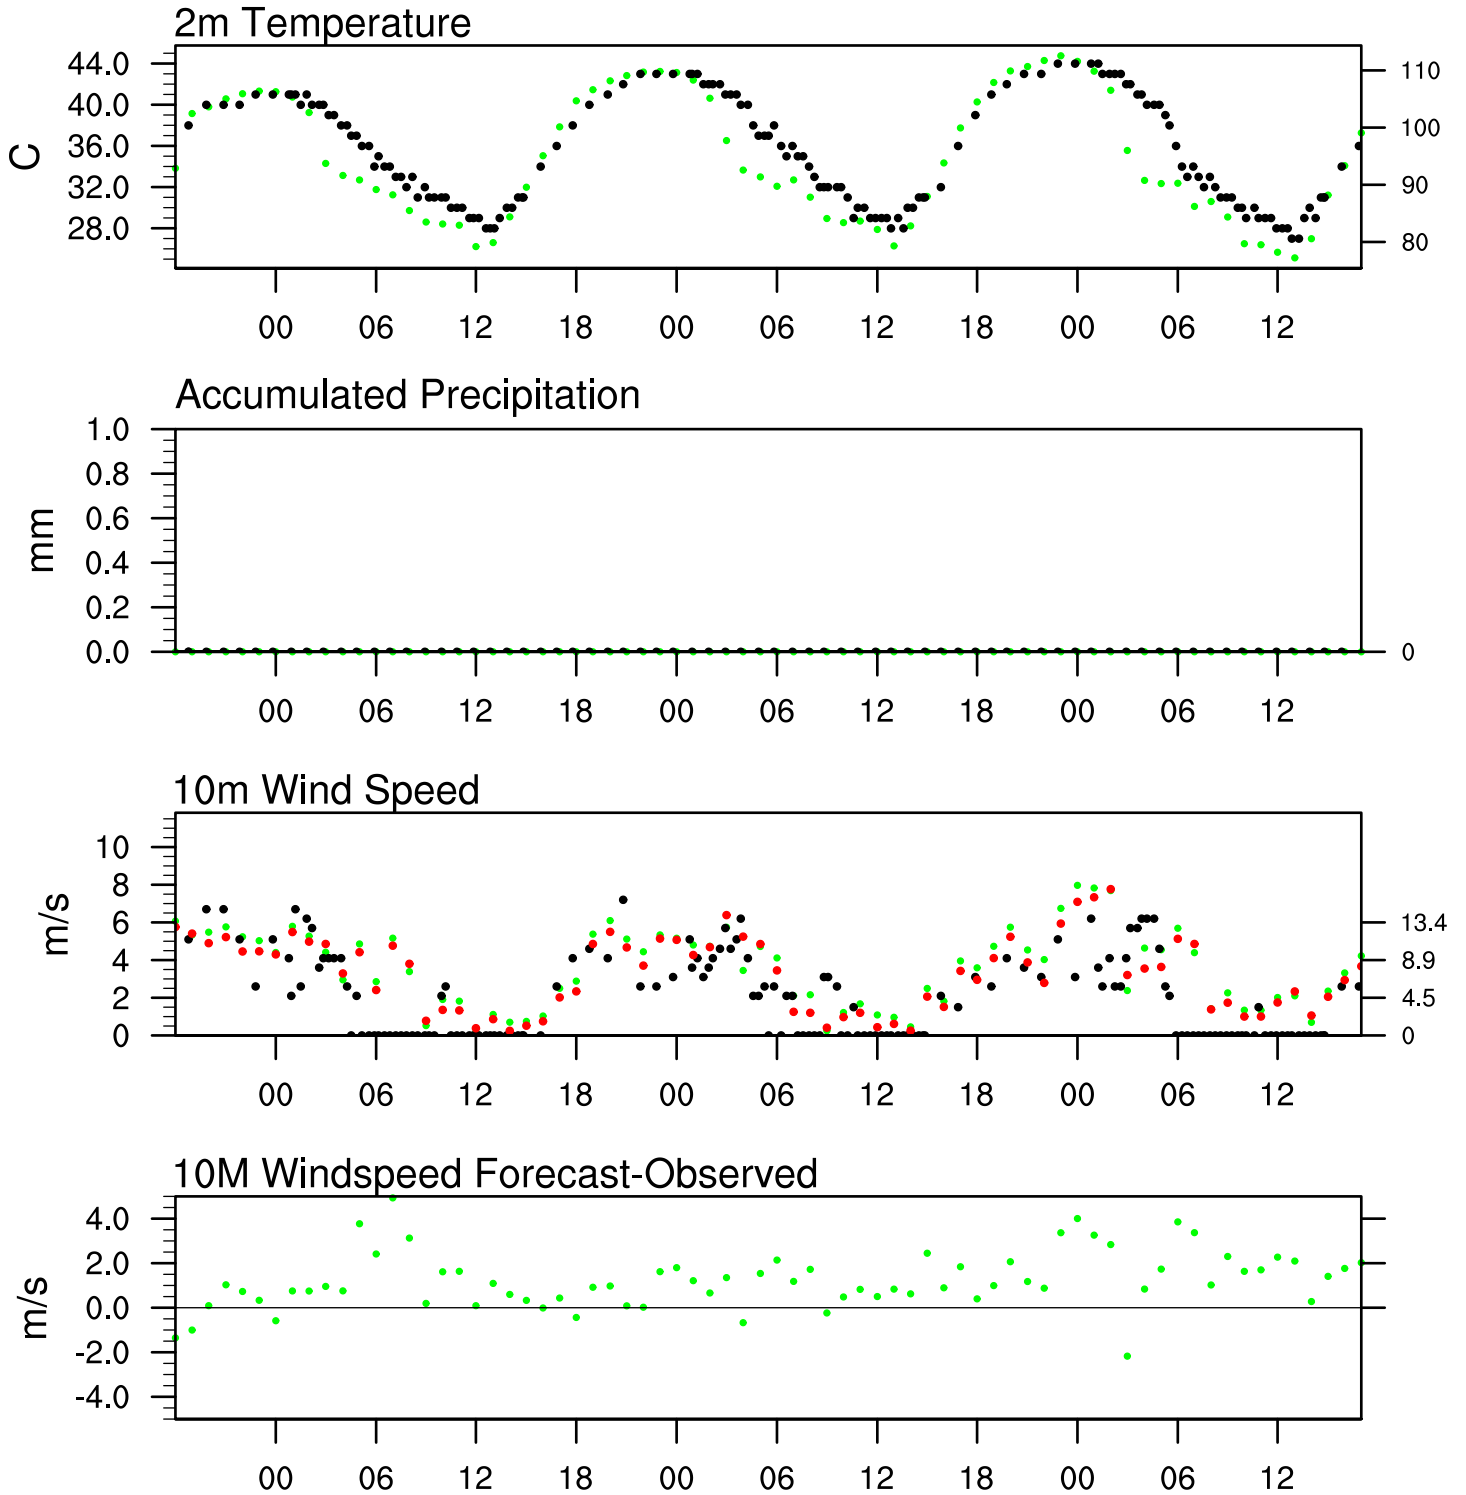 2m Temperature
44.0
40.0
36.0
32.0
28.0
C
110
100
90
80
00 06 12 18 00 06 12 18 00 06 12
Accumulated Precipitation
1.0
0.8
0.6
0.4
0.2
0.0
mm
0
00 06 12 18 00 06 12 18 00 06 12
10m Wind Speed
10
8
6
4
2
0
m/s
13.4
8.9
4.5
0
00 06 12 18 00 06 12 18 00 06 12
10M Windspeed Forecast-Observed
4.0
2.0
0.0
-2.0
-4.0
m/s
00 06 12 18 00 06 12 18 00 06 12